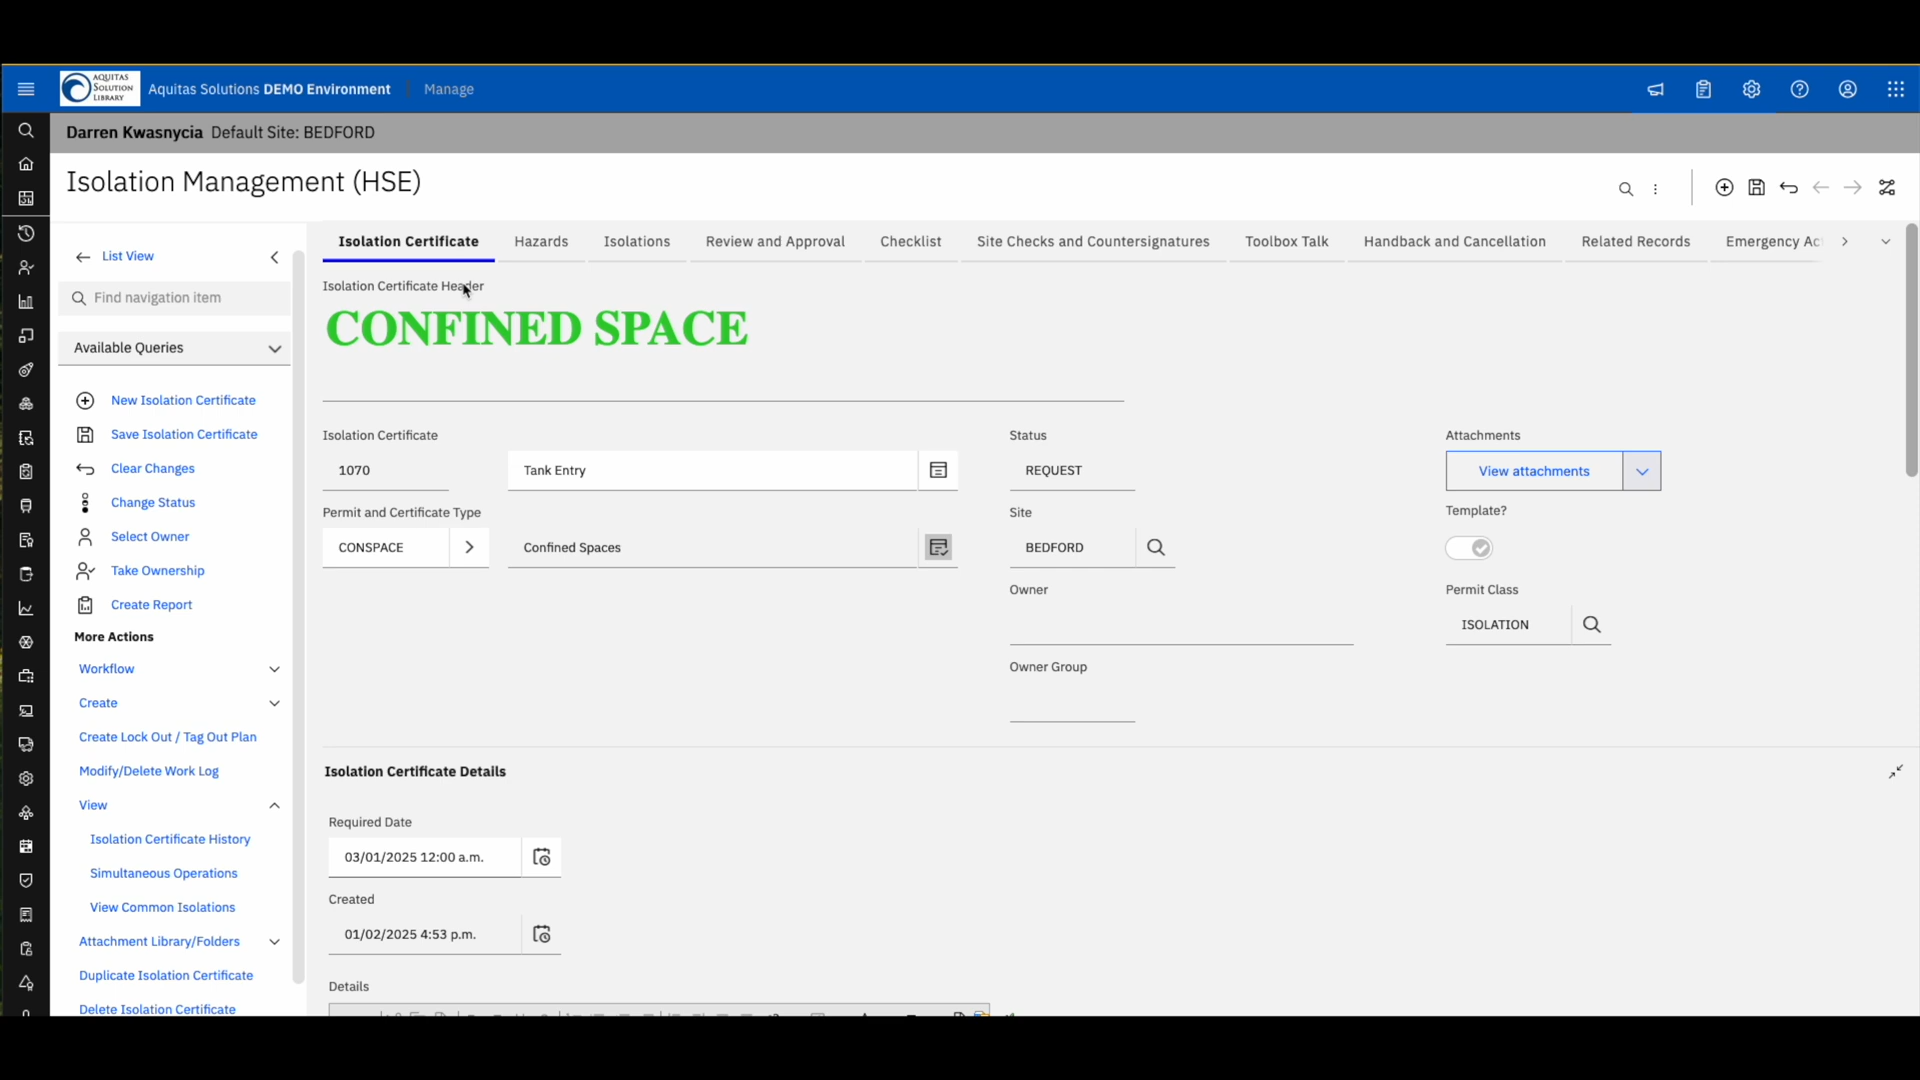 AQUITAS
SOLUTION
LIBRARY
Aquitas Solutions DEMO Environment
Manage
Darren Kwasnycia Default Site: BEDFORD
Isolation Management (HSE)
List View
Find navigation item
Available Queries
New Isolation Certificate
Save Isolation Certificate
Clear Changes
Change Status
Select Owner
Take Ownership
Create Report
More Actions
Workflow
Create
Create Lock Out / Tag Out Plan
Modify/Delete Work Log
View
Isolation Certificate History
Simultaneous Operations
View Common Isolations
Attachment Library/Folders
Duplicate Isolation Certificate
Delete Isolation Certificate
Isolation Certificate Hazards Isolations Review and Approval Checklist Site Checks and Countersignatures Toolbox Talk Handback and Cancellation Related Records Emergency Ac
Isolation Certificate Header
CONFINED SPACE
Isolation Certificate
1070
Tank Entry
Permit and Certificate Type
CONSPACE
Confined Spaces
Status
REQUEST
Site
BEDFORD
Owner
Owner Group
Attachments
View attachments
Template?
Permit Class
ISOLATION
Isolation Certificate Details
Required Date
03/01/2025 12:00 a.m.
Created
01/02/2025 4:53 p.m.
Details